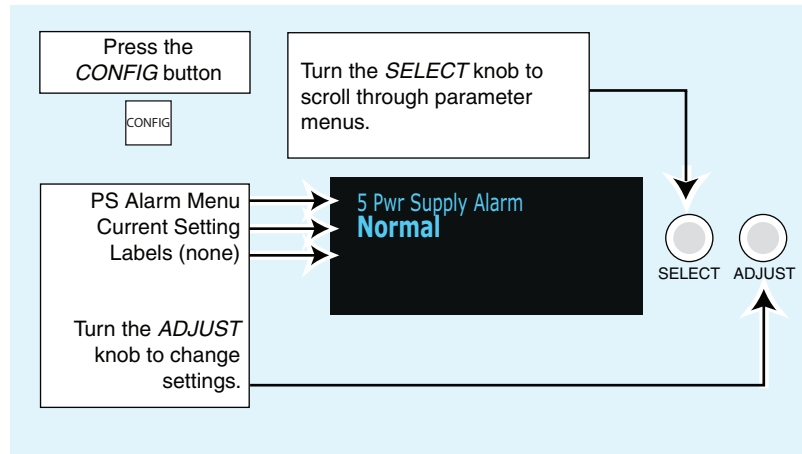 Press the
CONFIG button
CONFIG
Turn the SELECT knob to
scroll through parameter
menus.
PS Alarm Menu
Current Setting
Labels (none)
Turn the ADJUST
knob to change
settings.
5 Pwr Supply Alarm
Normal
SELECT
ADJUST